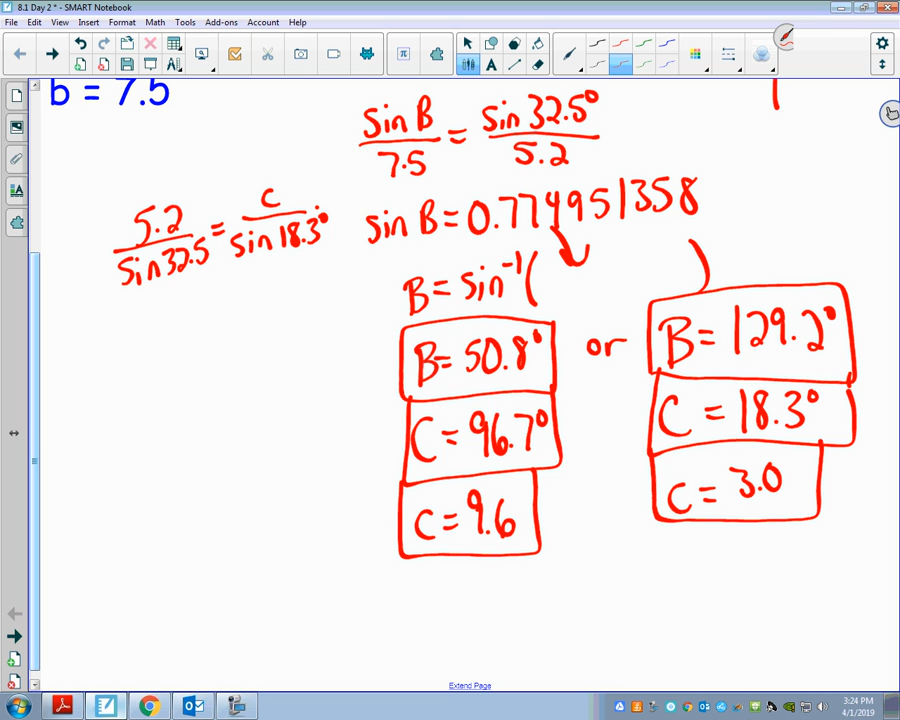 8.1 Day 2 * - SMART Notebook
File Edit View Insert Format Math Tools Add-ons Account Help
b = 7.5
sin B / 7.5 = sin 32.5° / 5.2
5.2 / sin 32.5 = c / sin 18.3°
sin B = 0.774951358
B = sin⁻¹( )
B = 50.8° or B = 129.2°
C = 96.7° C = 18.3°
C = 9.6 C = 3.0
Extend Page
3:24 PM
4/1/2019